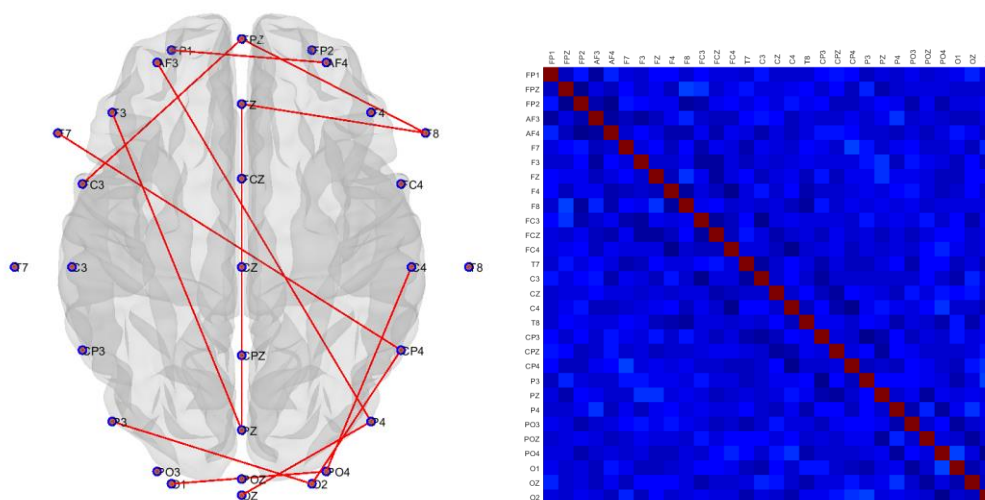 FPZ
FP1 FP2
AF3 AF4
FZ
F3 F4
F7 F8
FCZ
FC3 FC4
T7 C3 CZ C4 T8
CP3 CP4
CPZ
P3 P4
PZ
PO3 PO4
POZ
O1 O2
OZ
FP1 FPZ FP2 AF3 AF4 F7 F3 FZ F4 F8 FC3 FCZ FC4 T7 C3 CZ C4 T8 CP3 CPZ CP4 P3 PZ P4 PO3 POZ PO4 O1 OZ
FP1
FPZ
FP2
AF3
AF4
F7
F3
FZ
F4
F8
FC3
FCZ
FC4
T7
C3
CZ
C4
T8
CP3
CPZ
CP4
P3
PZ
P4
PO3
POZ
PO4
O1
OZ
O2